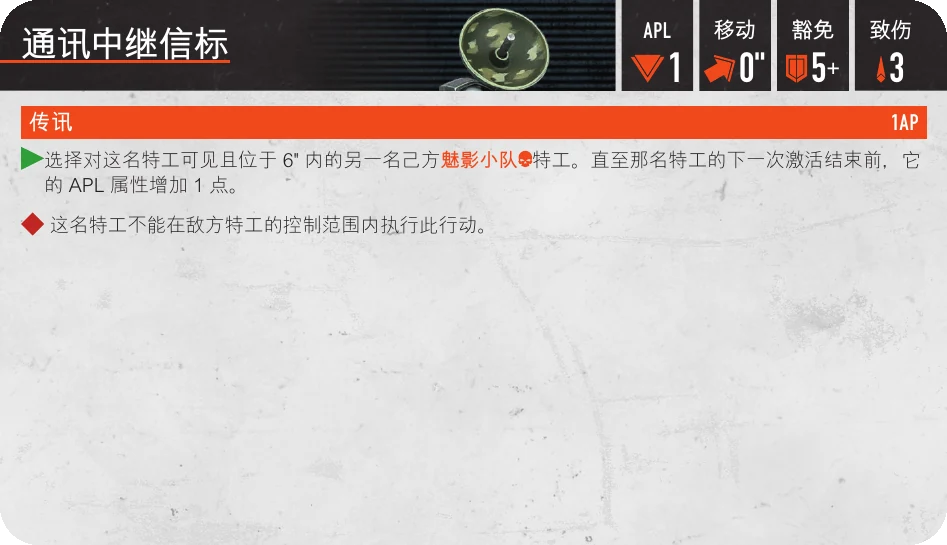 通讯中继信标
APL
1
移动
0"
豁免
5+
致伤
3
传讯
1AP
选择对这名特工可见且位于 6" 内的另一名己方魅影小队特工。直至那名特工的下一次激活结束前，它
的 APL 属性增加 1 点。
这名特工不能在敌方特工的控制范围内执行此行动。